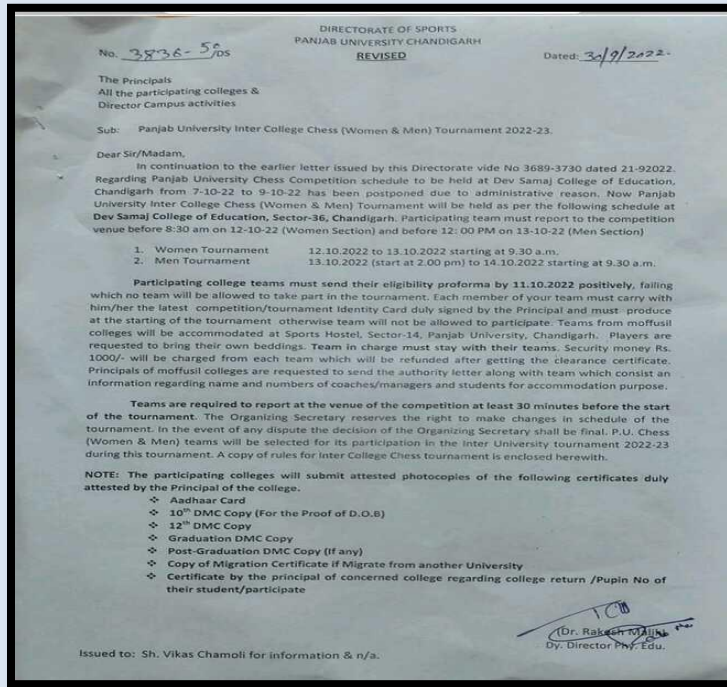 DIRECTORATE OF SPORTS
PANJAB UNIVERSITY CHANDIGARH
No. 3836-50/DS REVISED Dated: 30/9/2022.
The Principals
All the participating colleges &
Director Campus activities
Sub: Panjab University Inter College Chess (Women & Men) Tournament 2022-23.
Dear Sir/Madam,
In continuation to the earlier letter issued by this Directorate vide No 3689-3730 dated 21-92022.
Regarding Panjab University Chess Competition schedule to be held at Dev Samaj College of Education,
Chandigarh from 7-10-22 to 9-10-22 has been postponed due to administrative reason. Now Panjab
University Inter College Chess (Women & Men) Tournament will be held as per the following schedule at
Dev Samaj College of Education, Sector-36, Chandigarh. Participating team must report to the competition
venue before 8:30 am on 12-10-22 (Women Section) and before 12: 00 PM on 13-10-22 (Men Section)
1. Women Tournament 12.10.2022 to 13.10.2022 starting at 9.30 a.m.
2. Men Tournament 13.10.2022 (start at 2.00 pm) to 14.10.2022 starting at 9.30 a.m.
Participating college teams must send their eligibility proforma by 11.10.2022 positively, failing
which no team will be allowed to take part in the tournament. Each member of your team must carry with
him/her the latest competition/tournament Identity Card duly signed by the Principal and must produce
at the starting of the tournament otherwise team will not be allowed to participate. Teams from moffusil
colleges will be accommodated at Sports Hostel, Sector-14, Panjab University, Chandigarh. Players are
requested to bring their own beddings. Team in charge must stay with their teams. Security money Rs.
1000/- will be charged from each team which will be refunded after getting the clearance certificate.
Principals of moffusil colleges are requested to send the authority letter along with team which consist an
information regarding name and numbers of coaches/managers and students for accommodation purpose.
Teams are required to report at the venue of the competition at least 30 minutes before the start
of the tournament. The Organizing Secretary reserves the right to make changes in schedule of the
tournament. In the event of any dispute the decision of the Organizing Secretary shall be final. P.U. Chess
(Women & Men) teams will be selected for its participation in the Inter University tournament 2022-23
during this tournament. A copy of rules for Inter College Chess tournament is enclosed herewith.
NOTE: The participating colleges will submit attested photocopies of the following certificates duly
attested by the Principal of the college.
❖ Aadhaar Card
❖ 10th DMC Copy (For the Proof of D.O.B)
❖ 12th DMC Copy
❖ Graduation DMC Copy
❖ Post-Graduation DMC Copy (If any)
❖ Copy of Migration Certificate if Migrate from another University
❖ Certificate by the principal of concerned college regarding college return /Pupin No of
their student/participate
(Dr. Rakesh Malik)
Dy. Director Phy. Edu.
Issued to: Sh. Vikas Chamoli for information & n/a.